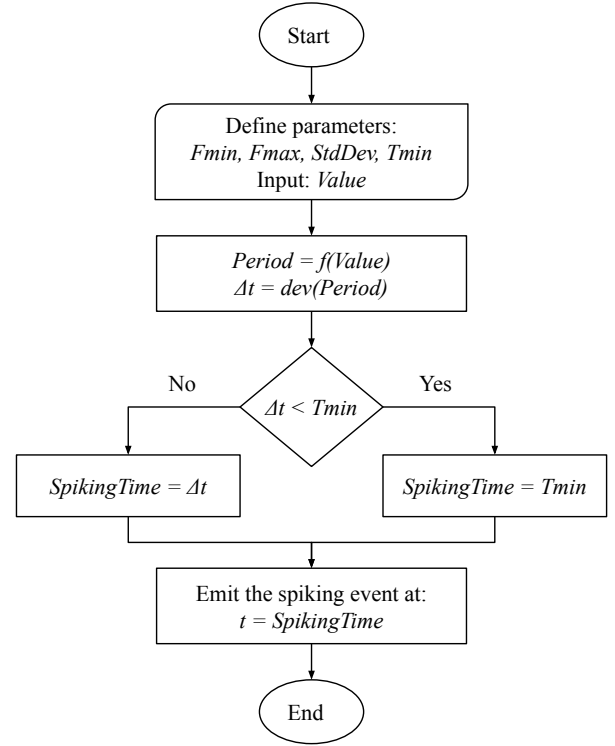 Start
Define parameters:
Fmin, Fmax, StdDev, Tmin
Input: Value
Period = f(Value)
Δt = dev(Period)
No
Yes
Δt < Tmin
SpikingTime = Δt
SpikingTime = Tmin
Emit the spiking event at:
t = SpikingTime
End